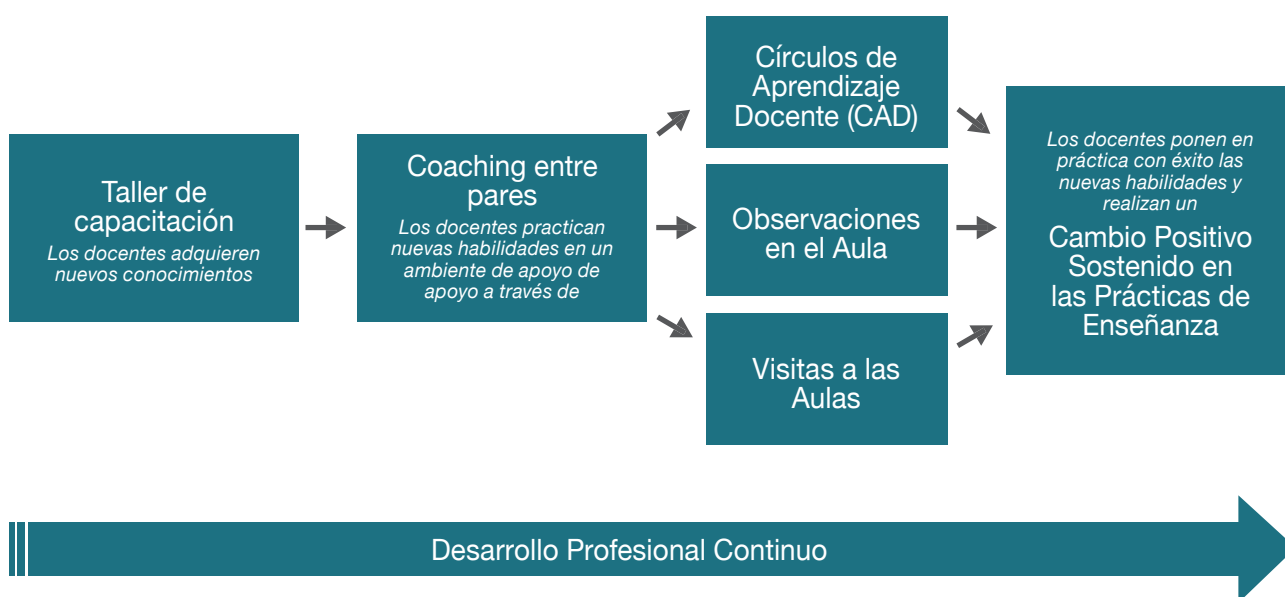 Taller de
capacitación
Los docentes adquieren
nuevos conocimientos
Coaching entre
pares
Los docentes practican
nuevas habilidades en un
ambiente de apoyo de
apoyo a través de
Círculos de
Aprendizaje
Docente (CAD)
Observaciones
en el Aula
Visitas a las
Aulas
Los docentes ponen en
práctica con éxito las
nuevas habilidades y
realizan un
Cambio Positivo
Sostenido en
las Prácticas de
Enseñanza
Desarrollo Profesional Continuo